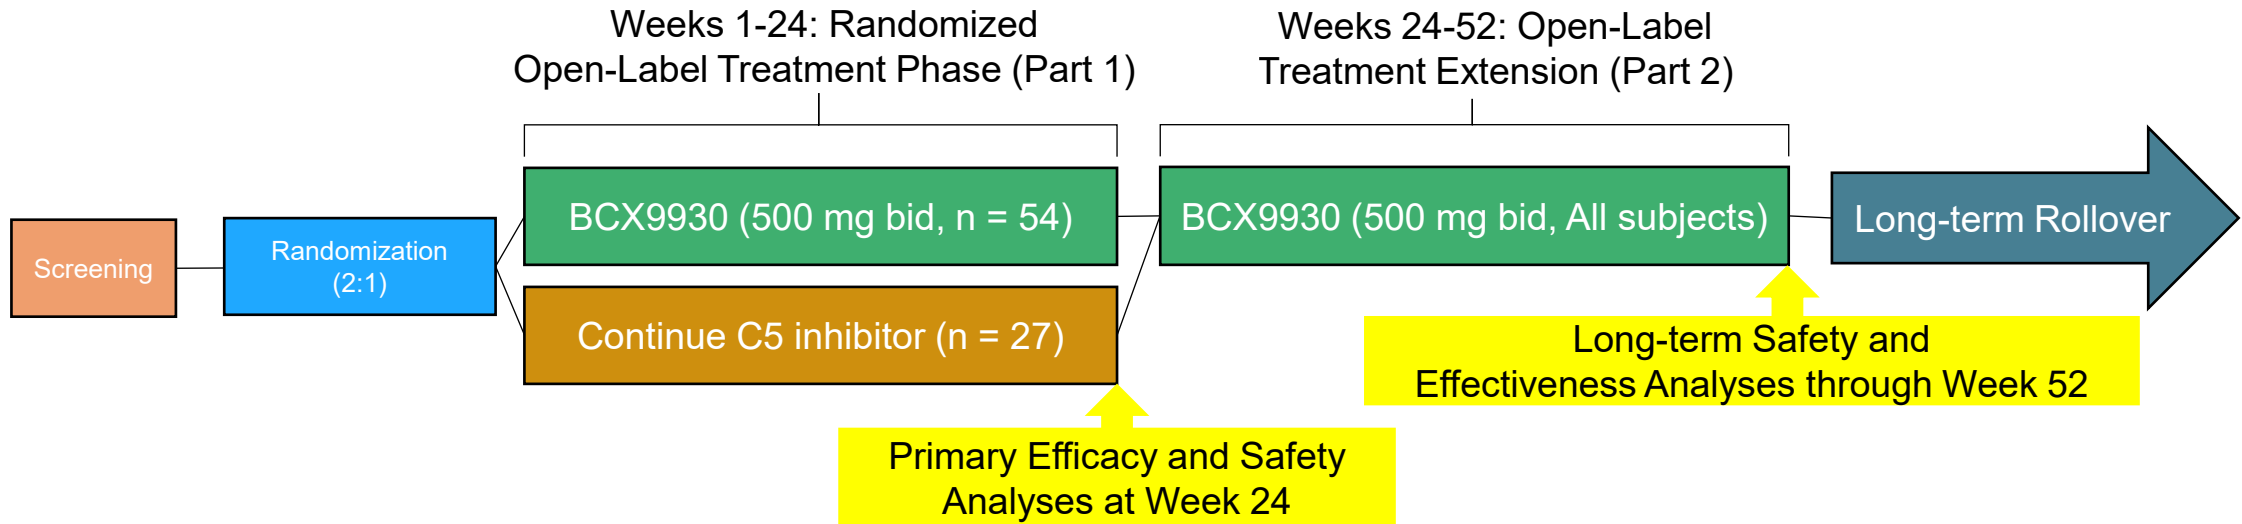 Weeks 1-24: Randomized
Open-Label Treatment Phase (Part 1)
Weeks 24-52: Open-Label
Treatment Extension (Part 2)
Screening
Randomization
(2:1)
BCX9930 (500 mg bid, n = 54)
Continue C5 inhibitor (n = 27)
BCX9930 (500 mg bid, All subjects)
Long-term Rollover
Primary Efficacy and Safety
Analyses at Week 24
Long-term Safety and
Effectiveness Analyses through Week 52